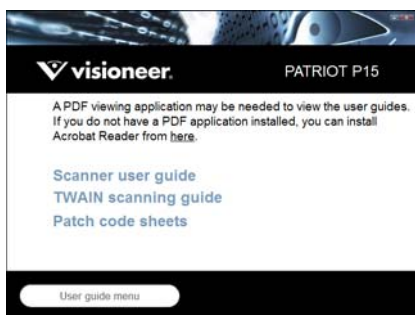 visioneer.
PATRIOT P15
A PDF viewing application may be needed to view the user guides.
If you do not have a PDF application installed, you can install
Acrobat Reader from here.
Scanner user guide
TWAIN scanning guide
Patch code sheets
User guide menu